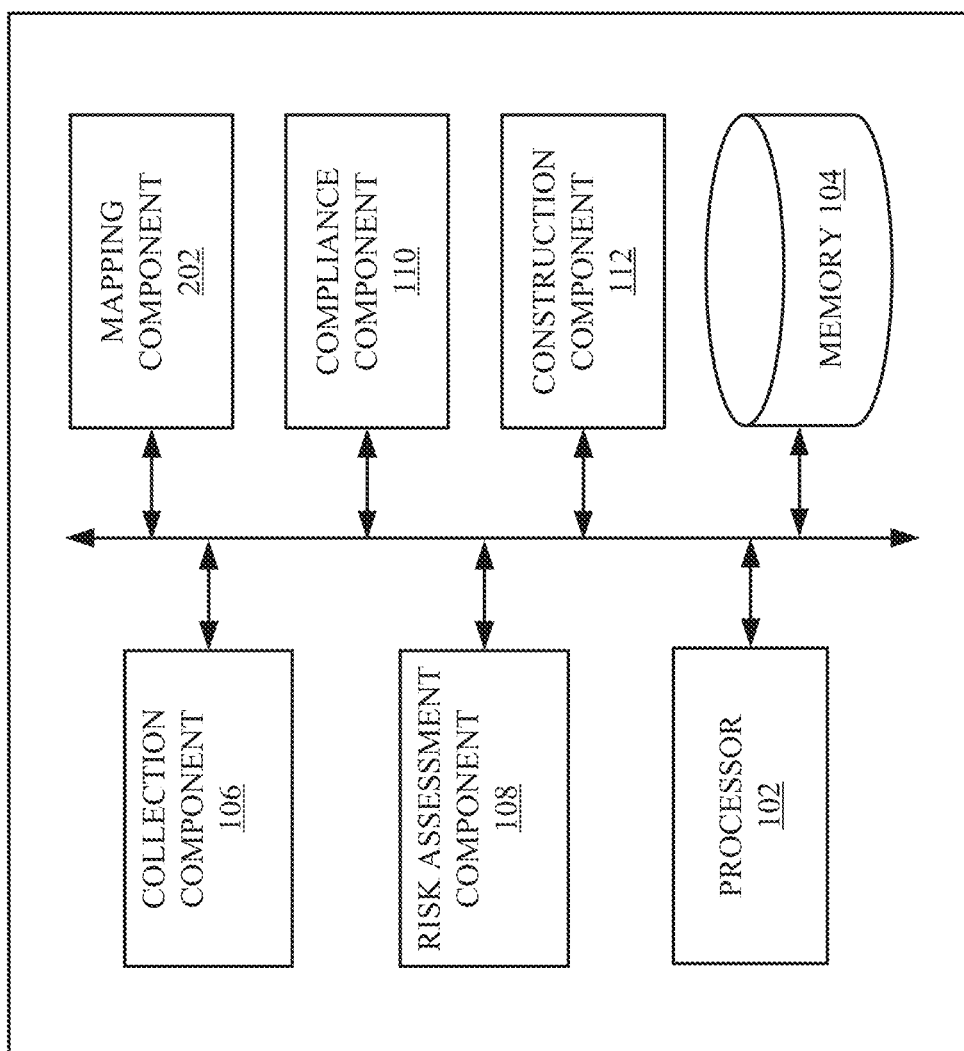 COLLECTION
COMPONENT
106
RISK ASSESSMENT
COMPONENT
108
PROCESSOR
102
MAPPING
COMPONENT
202
COMPLIANCE
COMPONENT
110
CONSTRUCTION
COMPONENT
112
MEMORY 104